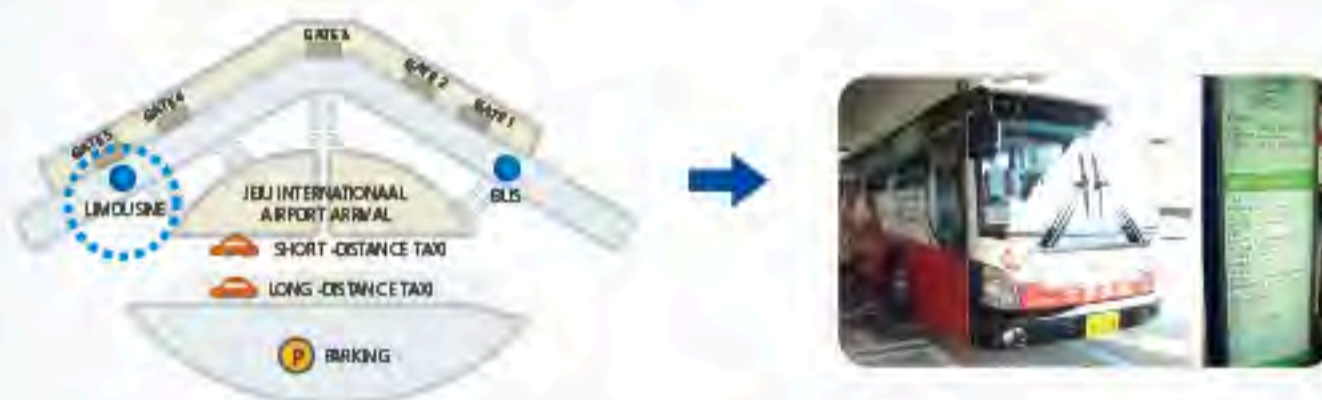 GATE 3
GATE 2
GATE 1
GATE 4
GATE 5
LIMOUSINE
BUS
JEJU INTERNATIONAAL
AIRPORT ARRIVAL
SHORT -DISTANCE TAXI
LONG -DISTANCE TAXI
P PARKING